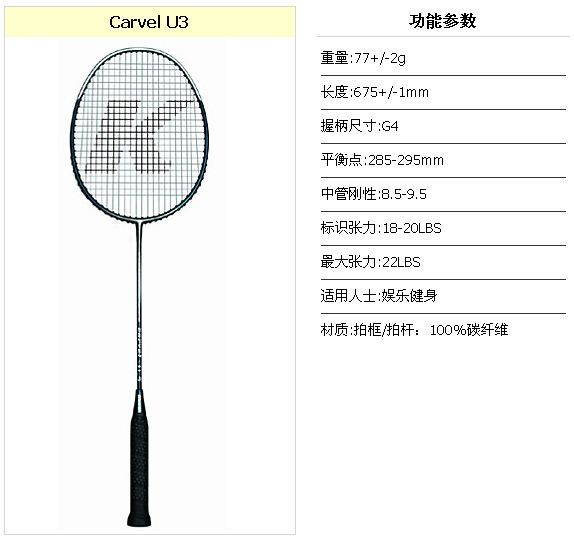 Carvel U3
K
功能参数
重量:77+/-2g
长度:675+/-1mm
握柄尺寸:G4
平衡点:285-295mm
中管刚性:8.5-9.5
标识张力:18-20LBS
最大张力:22LBS
适用人士:娱乐健身
材质:拍框/拍杆：100%碳纤维